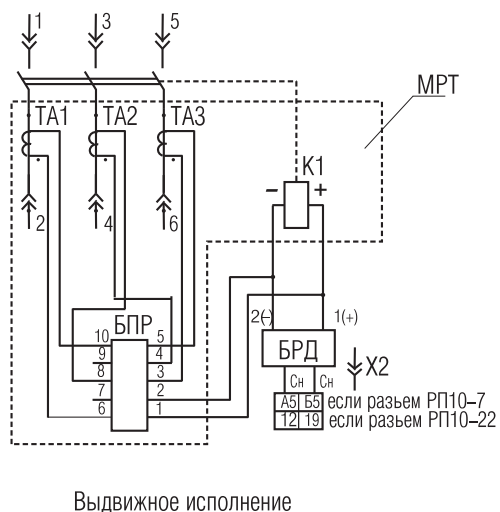 1 3 5
МРТ
ТА1 ТА2 ТА3
К1
– +
2 4 6
БПР
10 5
9 4
8 3
7 2
6 1
2(-) 1(+)
БРД
Х2
Сн Сн
А5 Б5 если разьем РП10-7
12 19 если разьем РП10-22
Выдвижное исполнение